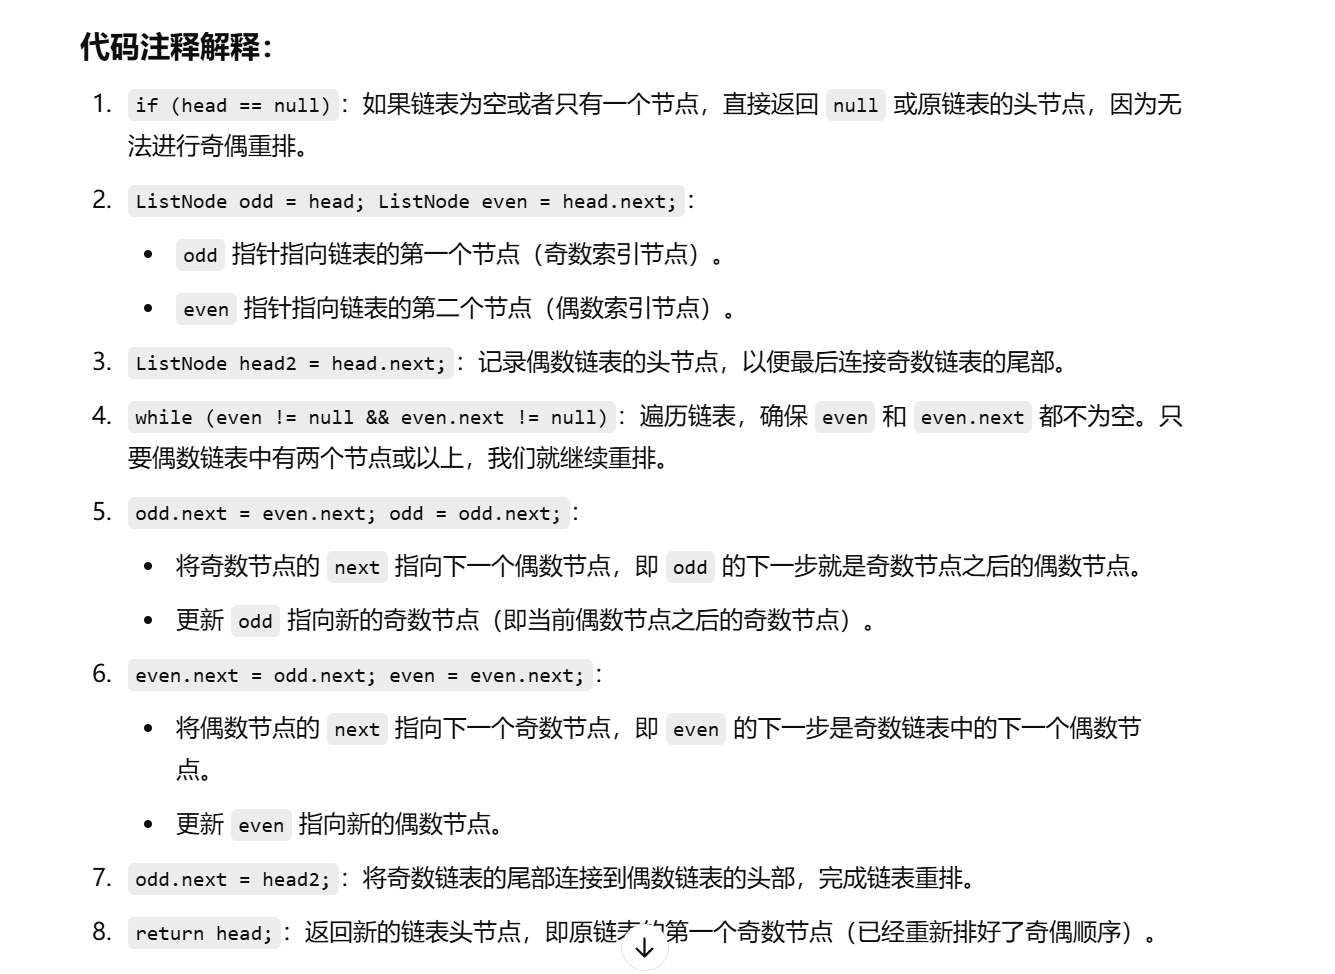 代码注释解释：
1. if (head == null)：如果链表为空或者只有一个节点，直接返回 null 或原链表的头节点，因为无
法进行奇偶重排。
2. ListNode odd = head; ListNode even = head.next;：
• odd 指针指向链表的第一个节点（奇数索引节点）。
• even 指针指向链表的第二个节点（偶数索引节点）。
3. ListNode head2 = head.next;：记录偶数链表的头节点，以便最后连接奇数链表的尾部。
4. while (even != null && even.next != null)：遍历链表，确保 even 和 even.next 都不为空。只
要偶数链表中有两个节点或以上，我们就继续重排。
5. odd.next = even.next; odd = odd.next;：
• 将奇数节点的 next 指向下一个偶数节点，即 odd 的下一步就是奇数节点之后的偶数节点。
• 更新 odd 指向新的奇数节点（即当前偶数节点之后的奇数节点）。
6. even.next = odd.next; even = even.next;：
• 将偶数节点的 next 指向下一个奇数节点，即 even 的下一步是奇数链表中的下一个偶数节
点。
• 更新 even 指向新的偶数节点。
7. odd.next = head2;：将奇数链表的尾部连接到偶数链表的头部，完成链表重排。
8. return head;：返回新的链表头节点，即原链表的第一个奇数节点（已经重新排好了奇偶顺序）。